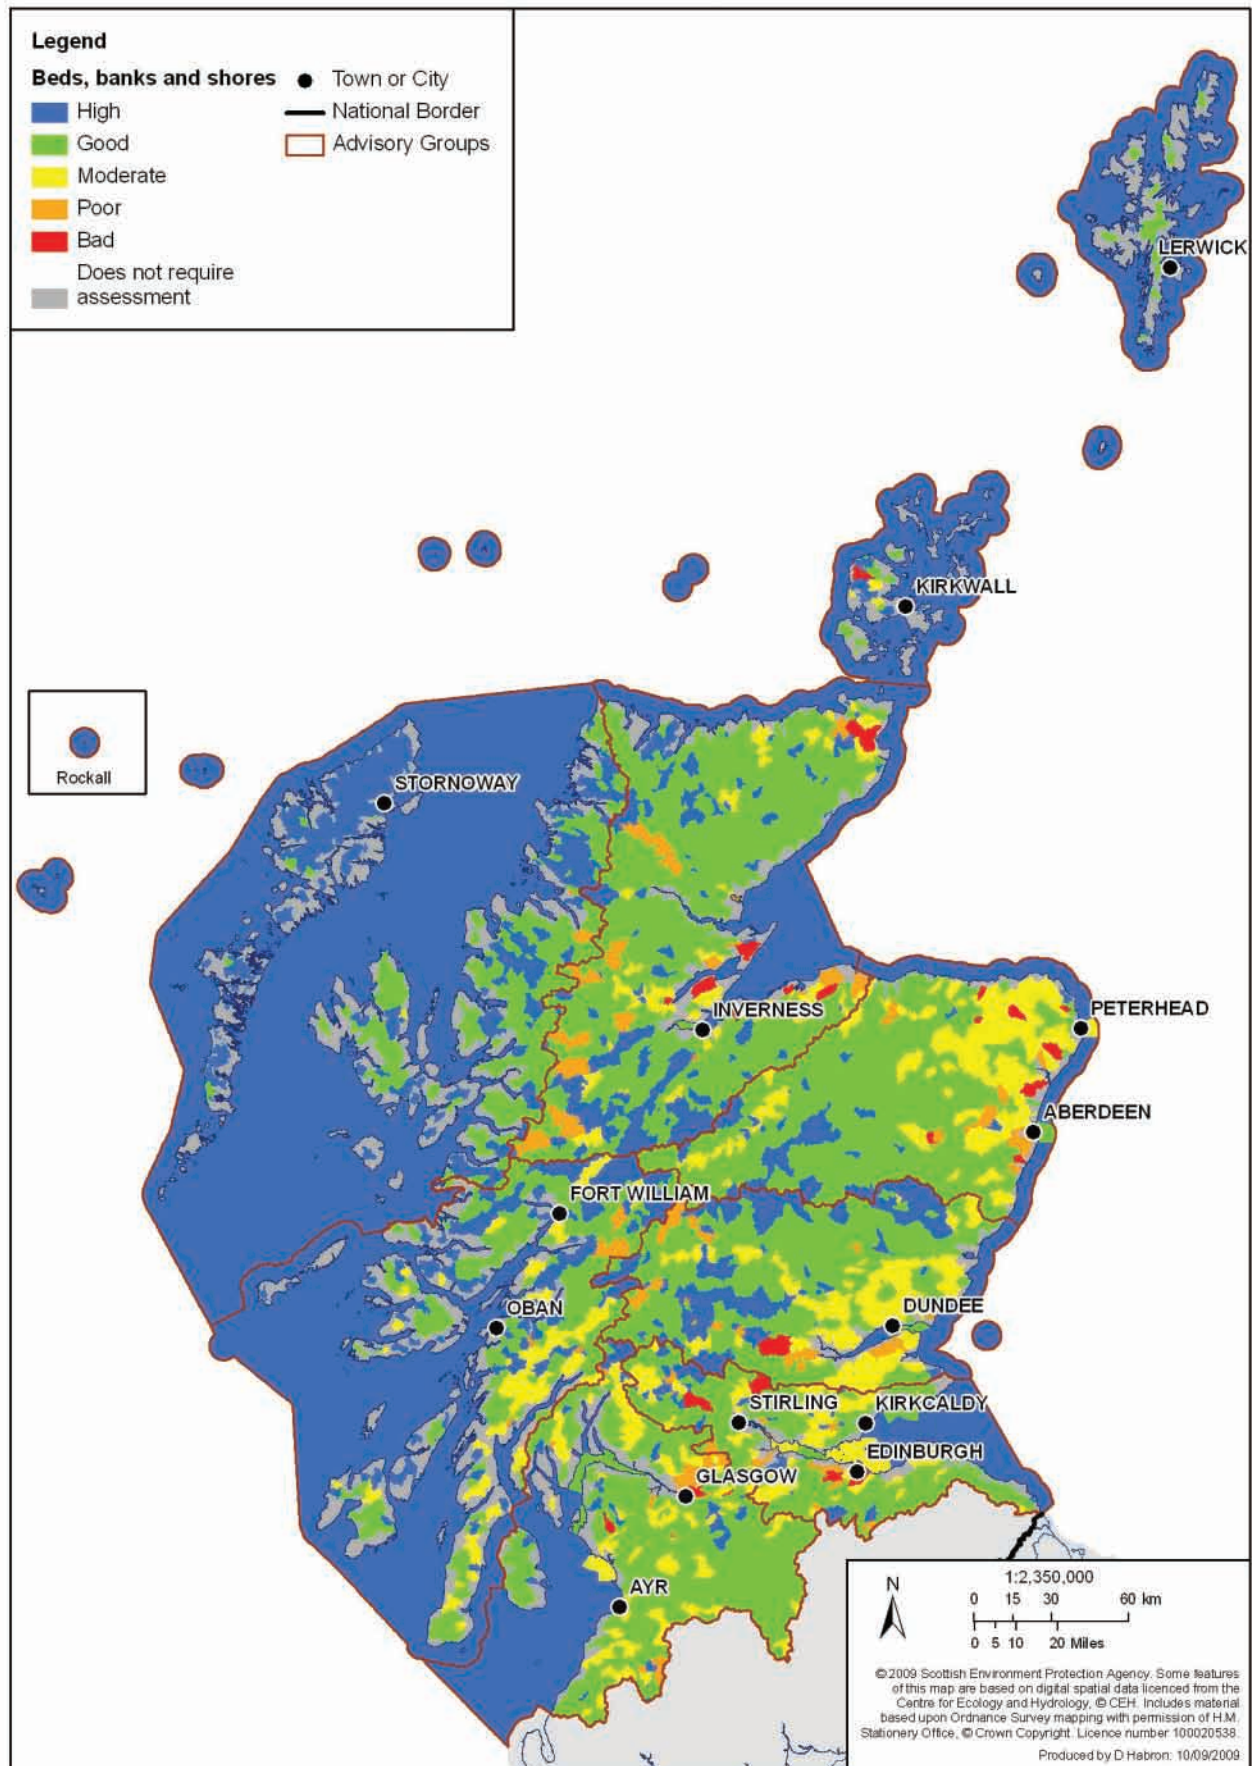 Legend
Beds, banks and shores
High
Good
Moderate
Poor
Bad
Does not require
assessment
Town or City
National Border
Advisory Groups
LERWICK
KIRKWALL
Rockall
STORNOWAY
INVERNESS
PETERHEAD
ABERDEEN
FORT WILLIAM
OBAN
DUNDEE
STIRLING
KIRKCALDY
EDINBURGH
GLASGOW
AYR
N
1:2,350,000
0 15 30 60 km
0 5 10 20 Miles
©2009 Scottish Environment Protection Agency. Some features
of this map are based on digital spatial data licenced from the
Centre for Ecology and Hydrology, © CEH. Includes material
based upon Ordnance Survey mapping with permission of H.M.
Stationery Office, © Crown Copyright. Licence number 100020538.
Produced by D Habron: 10/09/2009